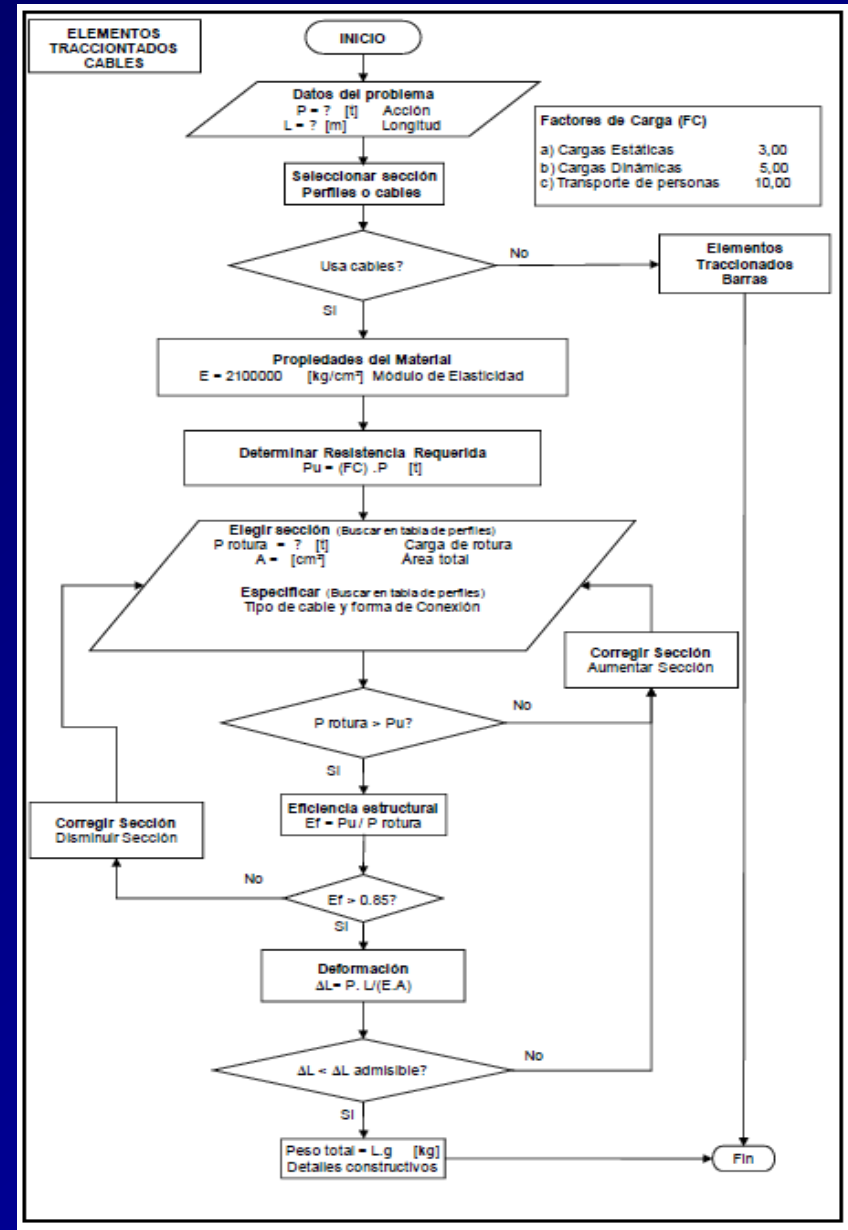 ELEMENTOS
TRACCIONTADOS
CABLES
INICIO
Datos del problema
P = ? [t] Acción
L = ? [m] Longitud
Factores de Carga (FC)
a) Cargas Estáticas 3,00
b) Cargas Dinámicas 5,00
c) Transporte de personas 10,00
Seleccionar sección
Perfiles o cables
Usa cables?
No
Elementos
Traccionados
Barras
SI
Propiedades del Material
E = 2100000 [kg/cm²] Módulo de Elasticidad
Determinar Resistencia Requerida
Pu = (FC) .P [t]
Elegir sección (Buscar en tabla de perfiles)
P rotura = ? [t] Carga de rotura
A = [cm²] Área total
Especificar (Buscar en tabla de perfiles)
Tipo de cable y forma de Conexión
Corregir Sección
Aumentar Sección
P rotura > Pu?
No
SI
Eficiencia estructural
Ef = Pu / P rotura
Corregir Sección
Disminuir Sección
No
Ef > 0.85?
SI
Deformación
ΔL= P. L/(E.A)
ΔL < ΔL admisible?
No
SI
Peso total = L.g [kg]
Detalles constructivos
Fin